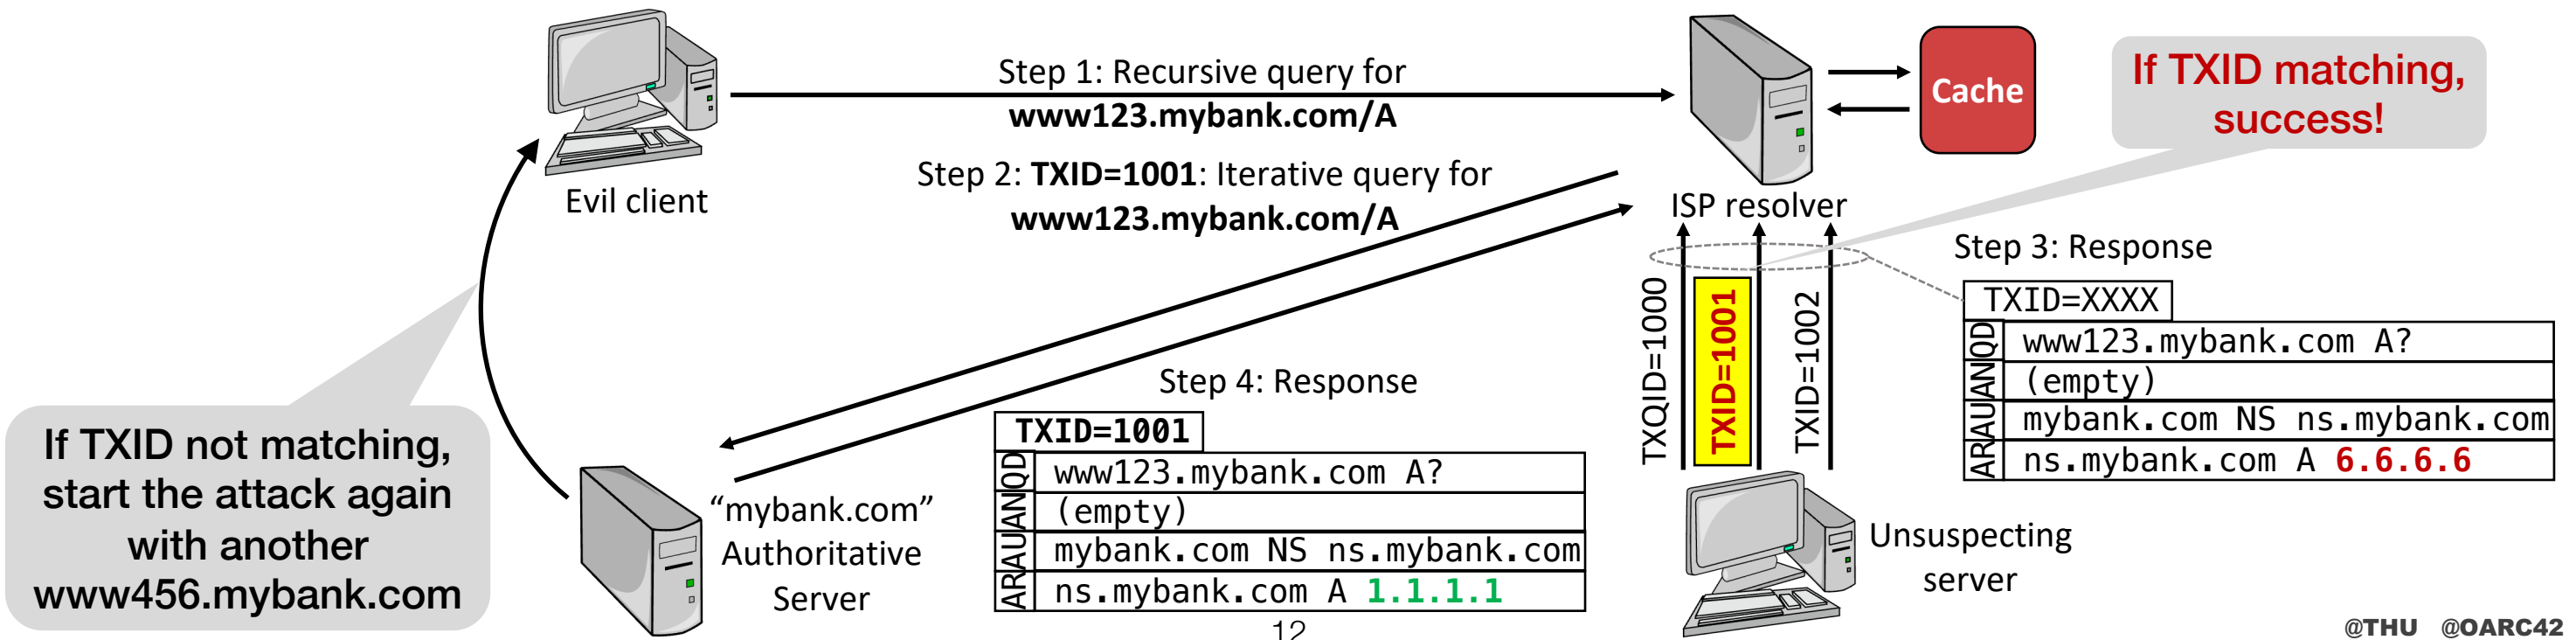 Step 1: Recursive query for
www123.mybank.com/A
Cache
If TXID matching,
success!
Evil client
Step 2: TXID=1001: Iterative query for
www123.mybank.com/A
ISP resolver
Step 3: Response
TXID=XXXX
QD www123.mybank.com A?
AN (empty)
AU mybank.com NS ns.mybank.com
AR ns.mybank.com A 6.6.6.6
TXQID=1000
TXID=1001
TXID=1002
Step 4: Response
TXID=1001
QD www123.mybank.com A?
AN (empty)
AU mybank.com NS ns.mybank.com
AR ns.mybank.com A 1.1.1.1
If TXID not matching,
start the attack again
with another
www456.mybank.com
“mybank.com”
Authoritative
Server
Unsuspecting
server
12
@THU @OARC42